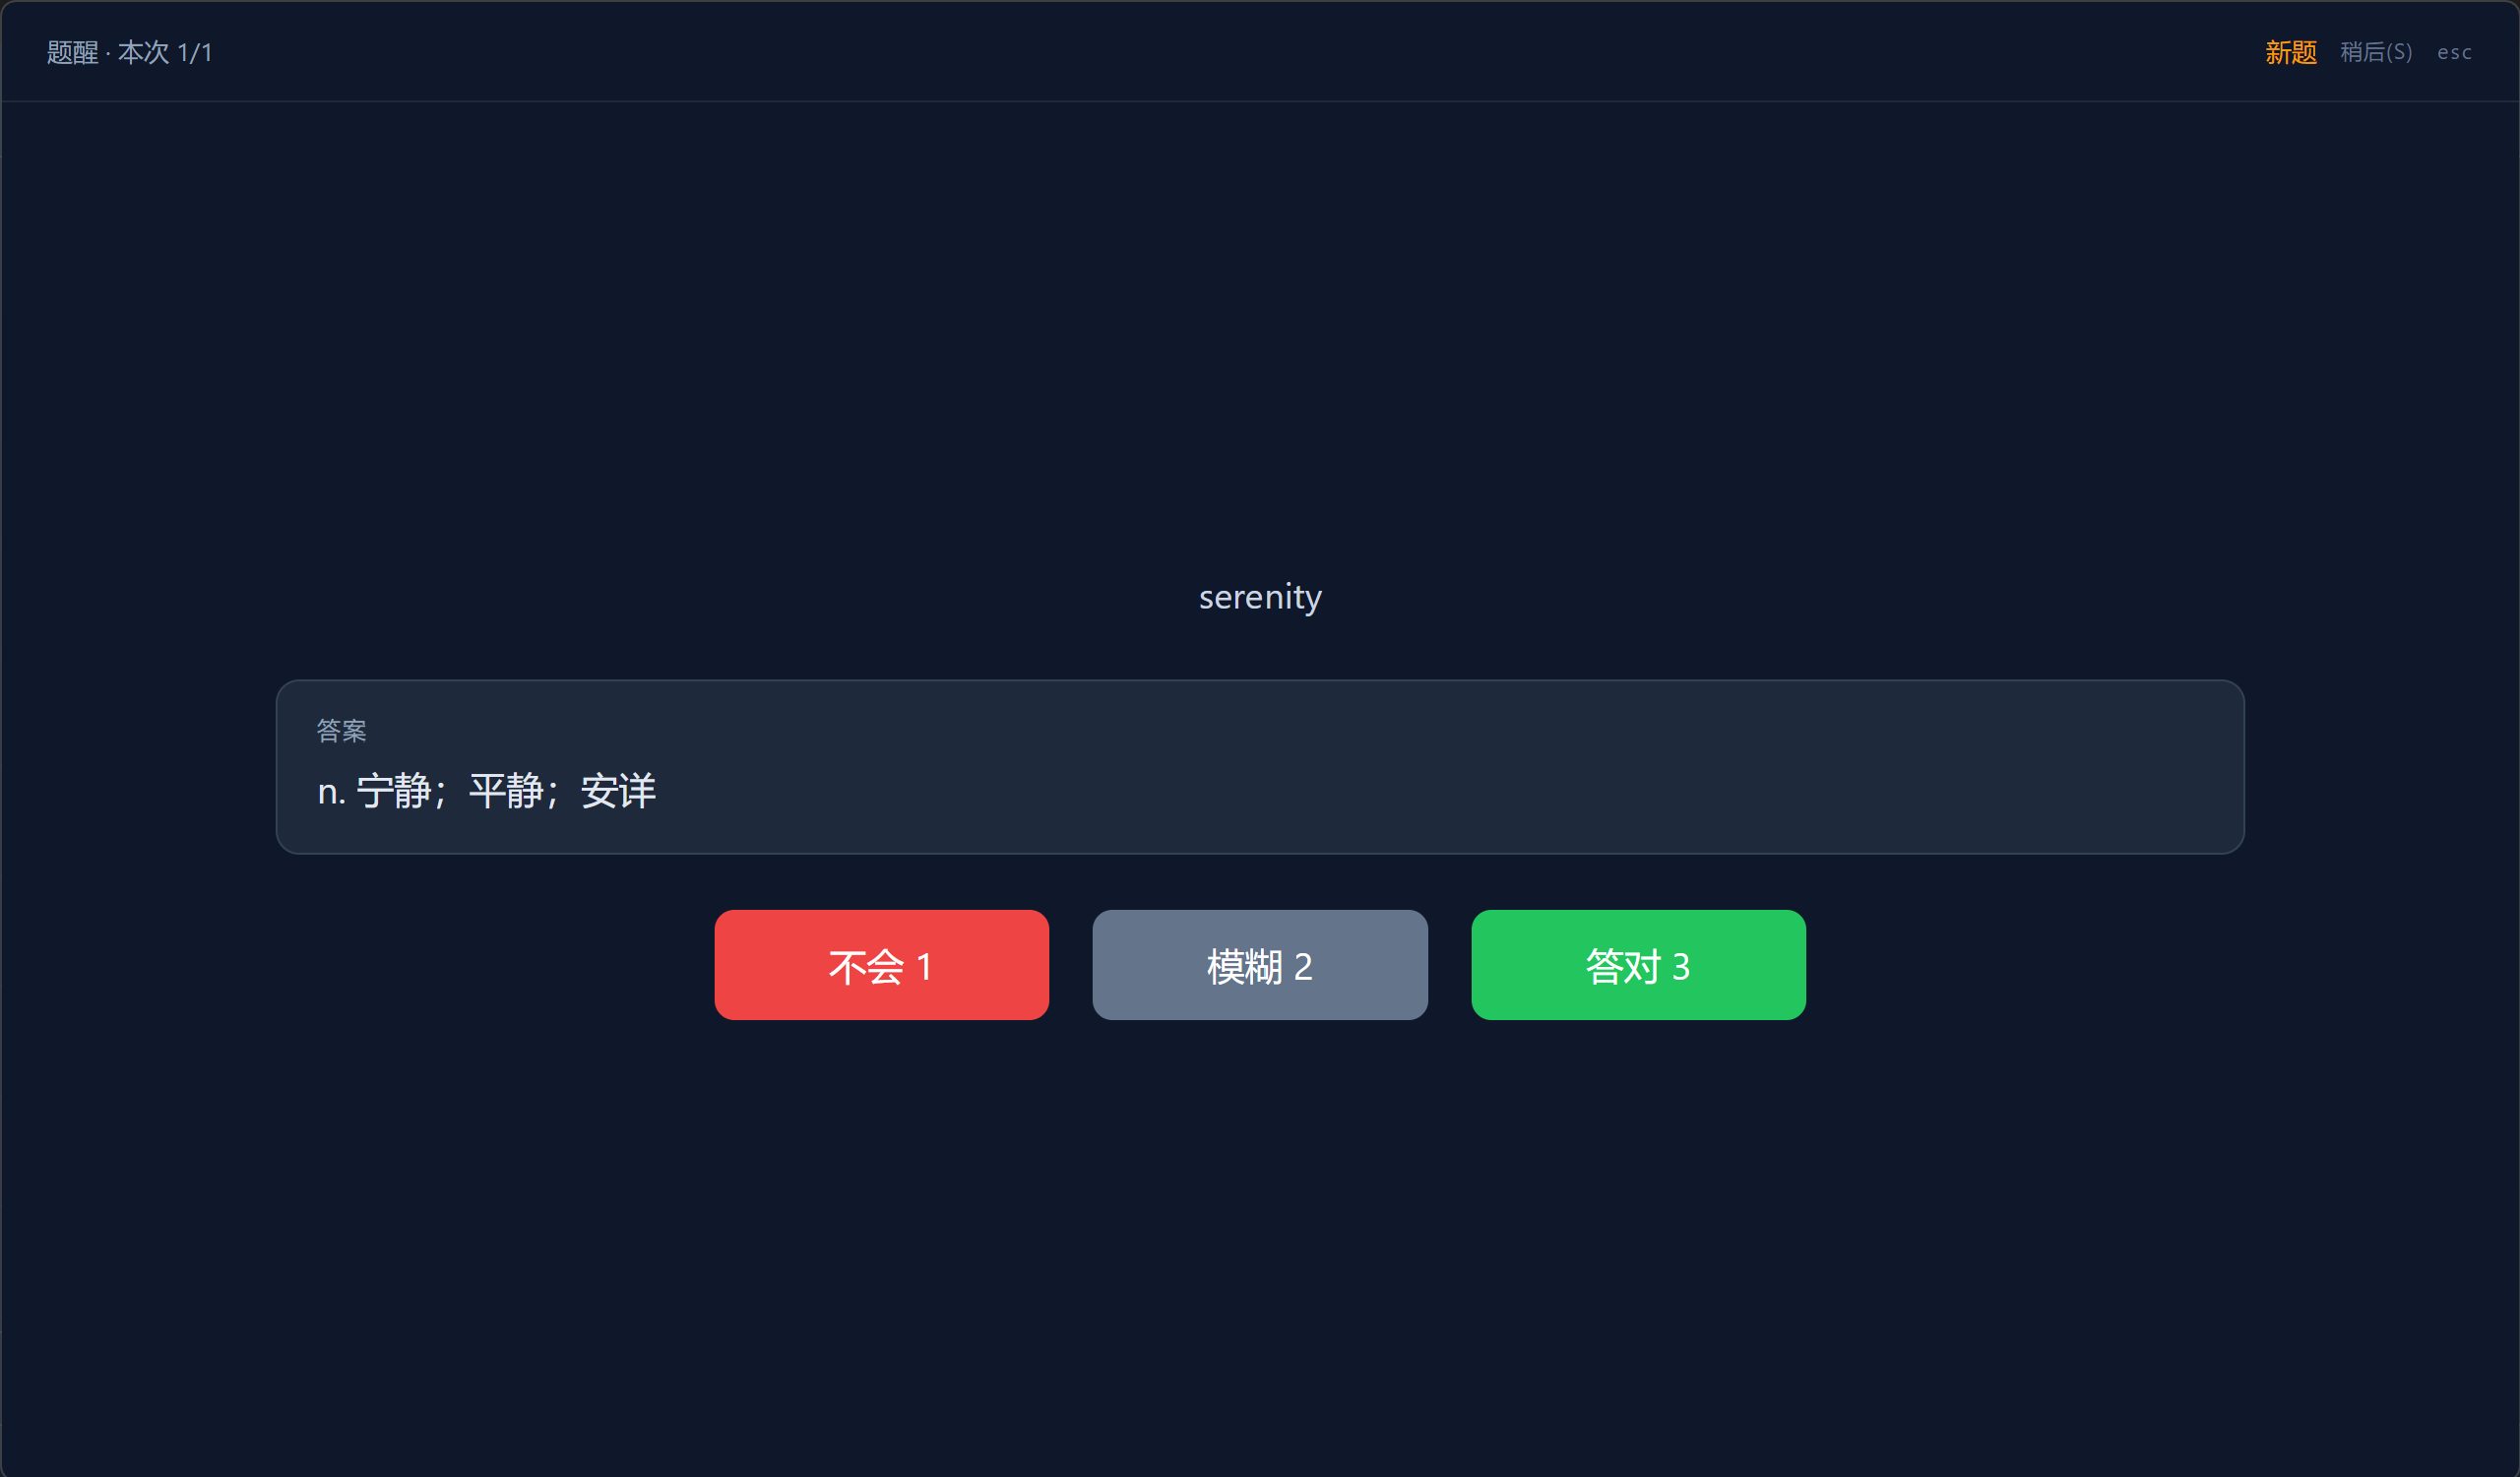 题醒 · 本次 1/1
新题 稍后(S) esc
serenity
答案
n. 宁静；平静；安详
不会 1
模糊 2
答对 3